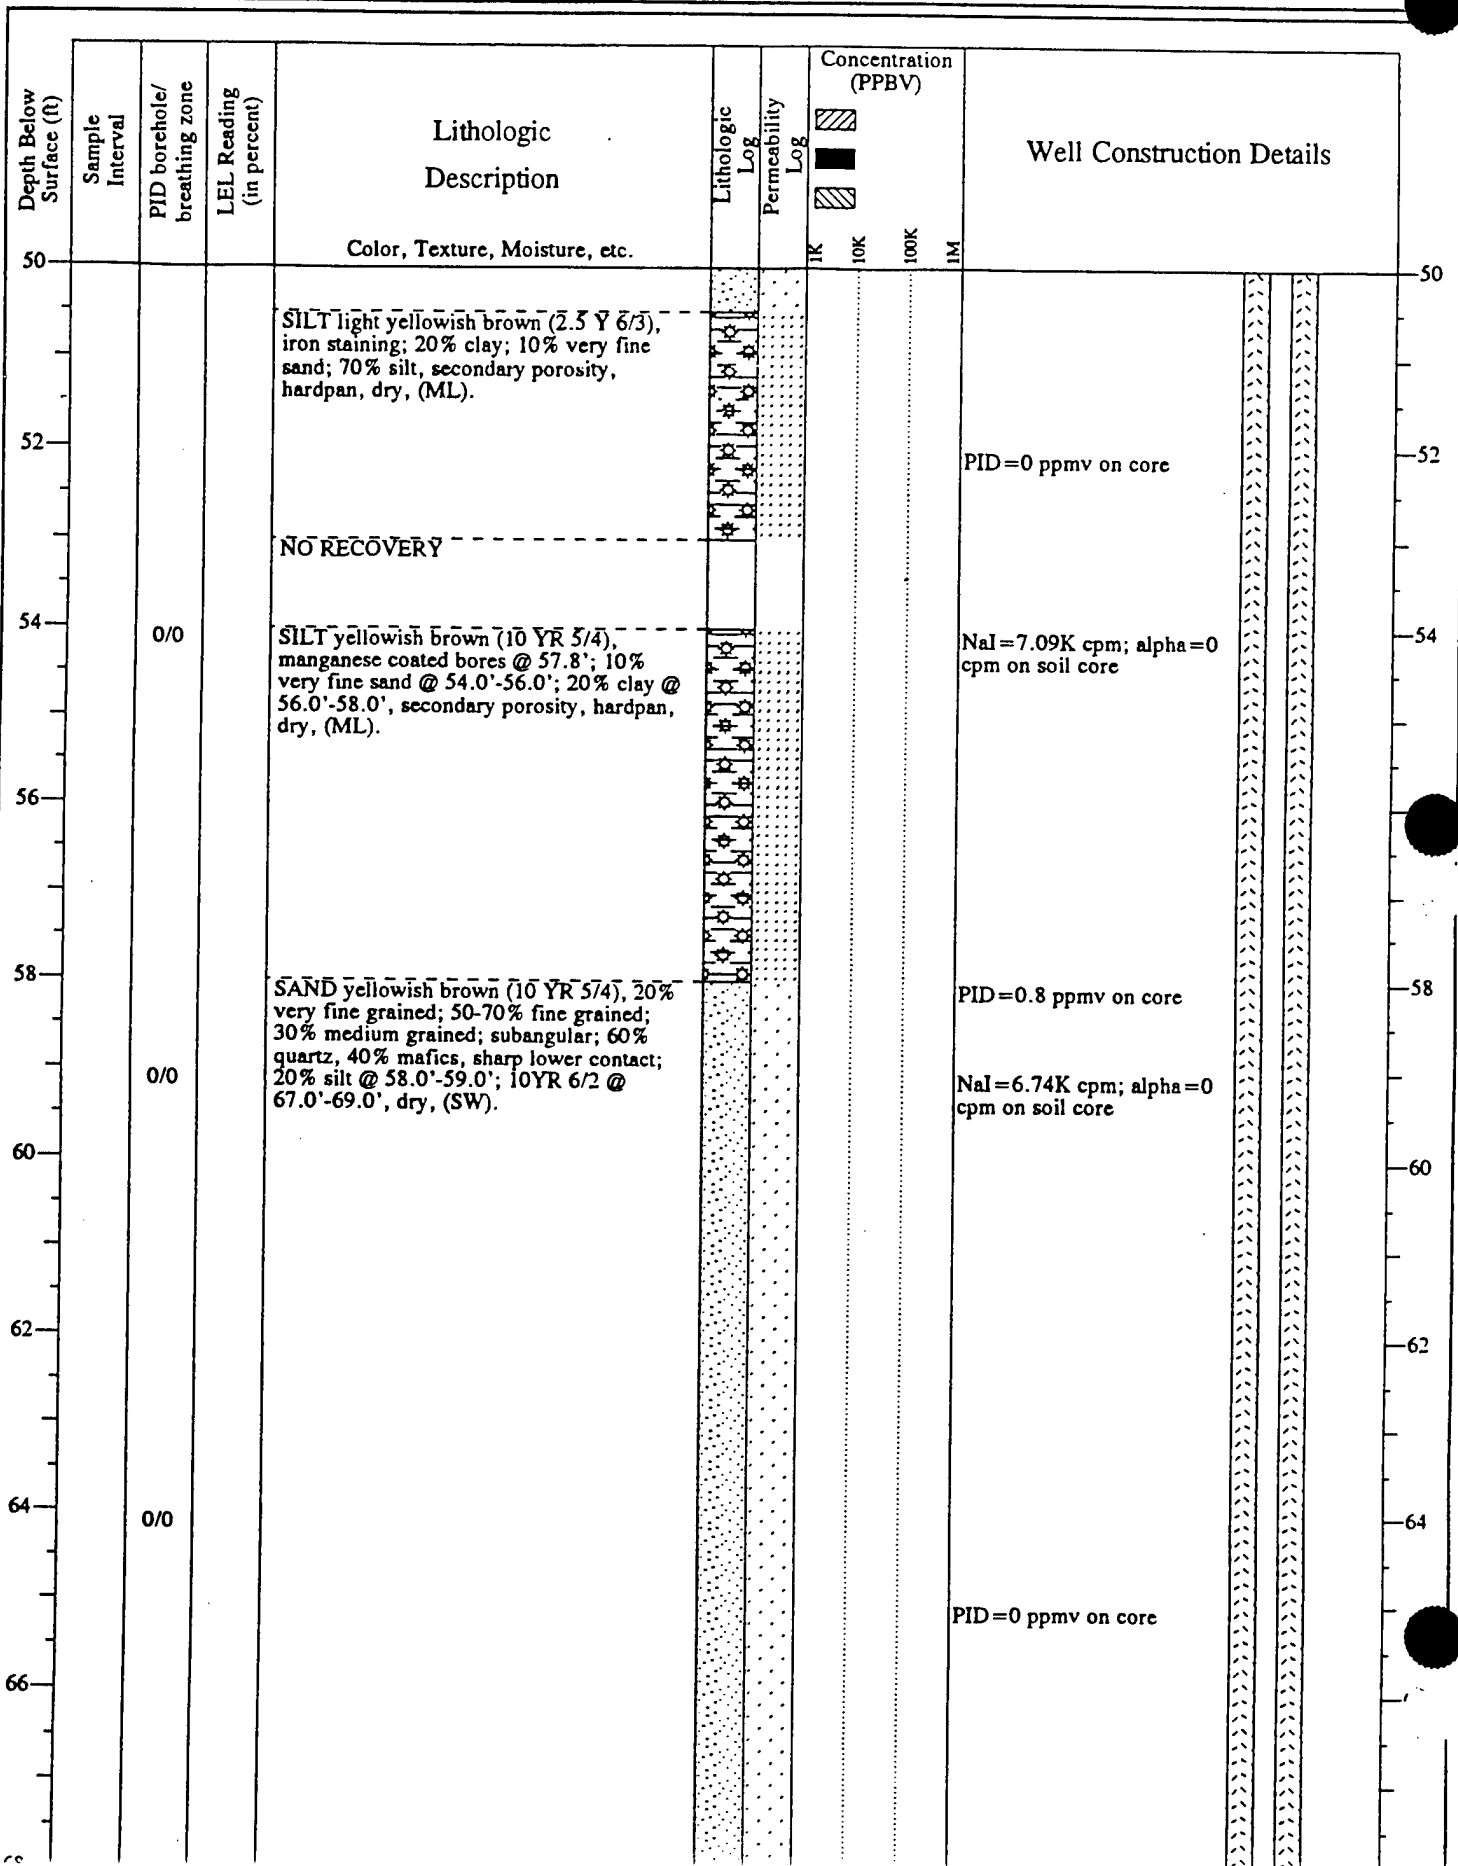 Depth Below
Surface (ft)
Sample
Interval
PID borehole/
breathing zone
LEL Reading
(in percent)
Lithologic
Description
Color, Texture, Moisture, etc.
Lithologic
Log
Permeability
Log
Concentration
(PPBV)
1K
10K
100K
1M
Well Construction Details
50
50
SILT light yellowish brown (2.5 Y 6/3),
iron staining; 20% clay; 10% very fine
sand; 70% silt, secondary porosity,
hardpan, dry, (ML).
52
PID=0 ppmv on core
52
NO RECOVERY
54
0/0
SILT yellowish brown (10 YR 5/4),
manganese coated bores @ 57.8'; 10%
very fine sand @ 54.0'-56.0'; 20% clay @
56.0'-58.0', secondary porosity, hardpan,
dry, (ML).
NaI=7.09K cpm; alpha=0
cpm on soil core
54
56
58
SAND yellowish brown (10 YR 5/4), 20%
very fine grained; 50-70% fine grained;
30% medium grained; subangular; 60%
quartz, 40% mafics, sharp lower contact;
20% silt @ 58.0'-59.0'; 10YR 6/2 @
67.0'-69.0', dry, (SW).
PID=0.8 ppmv on core
58
0/0
NaI=6.74K cpm; alpha=0
cpm on soil core
60
60
62
62
64
0/0
64
PID=0 ppmv on core
66